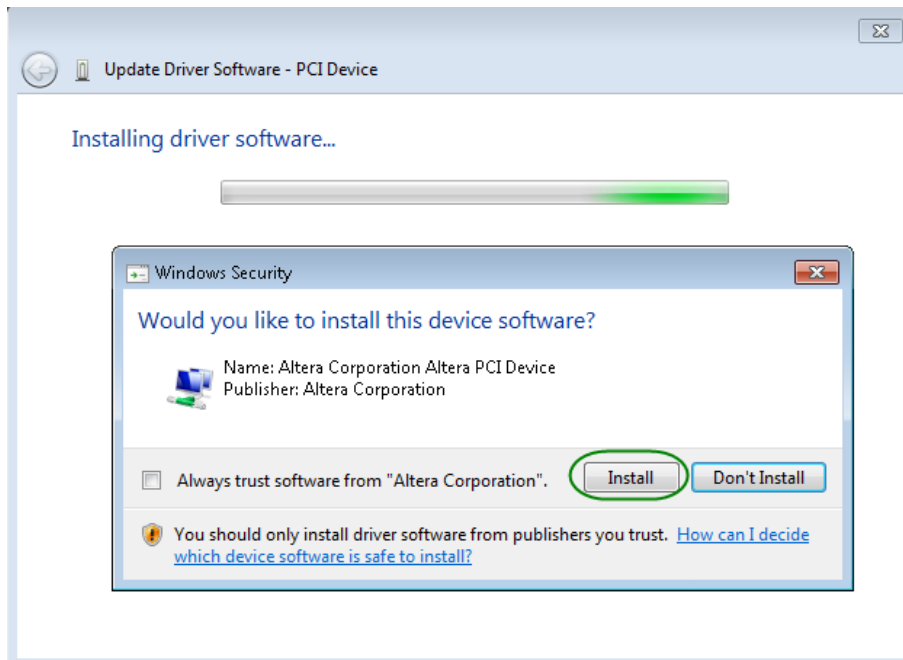 Update Driver Software - PCI Device
Installing driver software...
Windows Security
Would you like to install this device software?
Name: Altera Corporation Altera PCI Device
Publisher: Altera Corporation
Always trust software from "Altera Corporation".
Install
Don't Install
You should only install driver software from publishers you trust. How can I decide
which device software is safe to install?